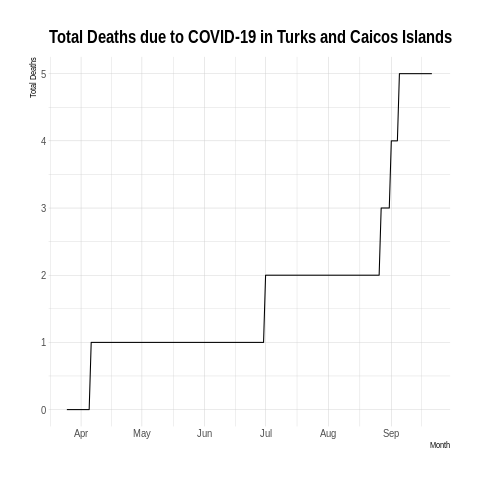 Total Deaths due to COVID-19 in Turks and Caicos Islands
Total Deaths
5
4
3
2
1
0
Apr May Jun Jul Aug Sep
Month